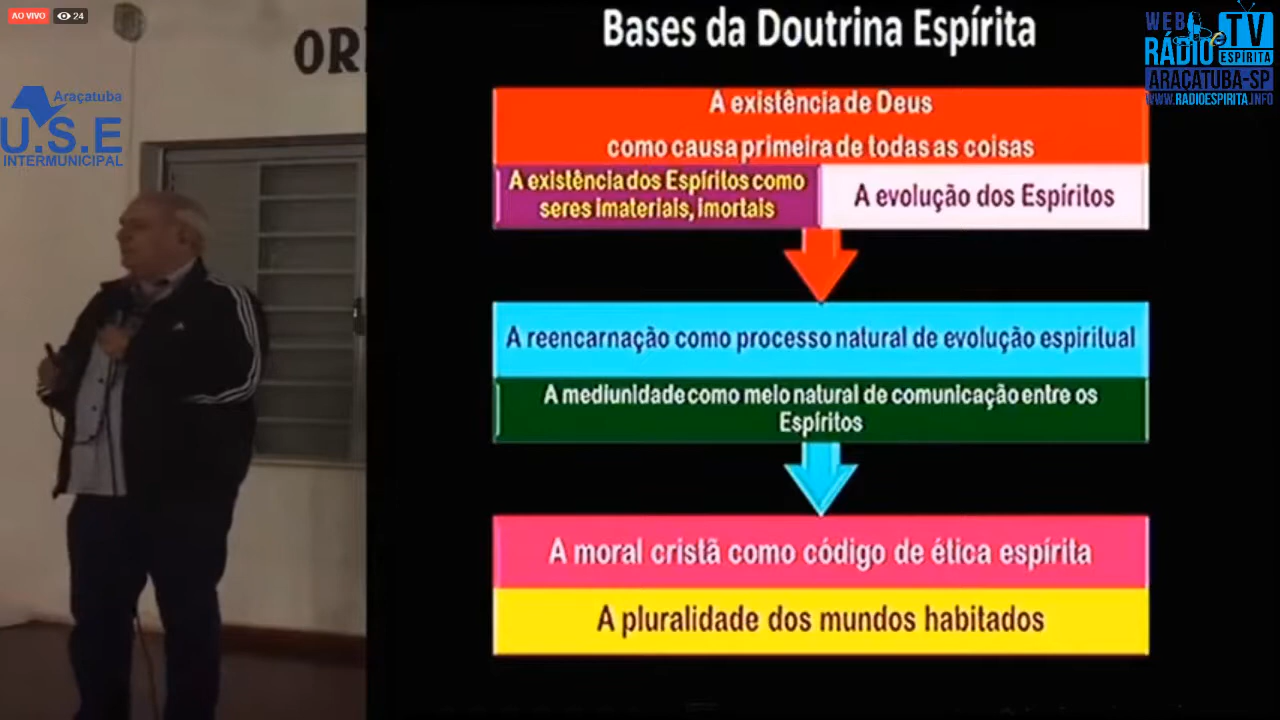 AO VIVO
24
OR
Araçatuba
U.S.E
INTERMUNICIPAL
WEB
RÁDIO
e TV
ESPÍRITA
ARAÇATUBA-SP
WWW.RADIOESPIRITA.INFO
Bases da Doutrina Espírita
A existência de Deus
como causa primeira de todas as coisas
A existência dos Espíritos como
seres imateriais, imortais
A evolução dos Espíritos
A reencarnação como processo natural de evolução espiritual
A mediunidade como meio natural de comunicação entre os
Espíritos
A moral cristã como código de ética espírita
A pluralidade dos mundos habitados